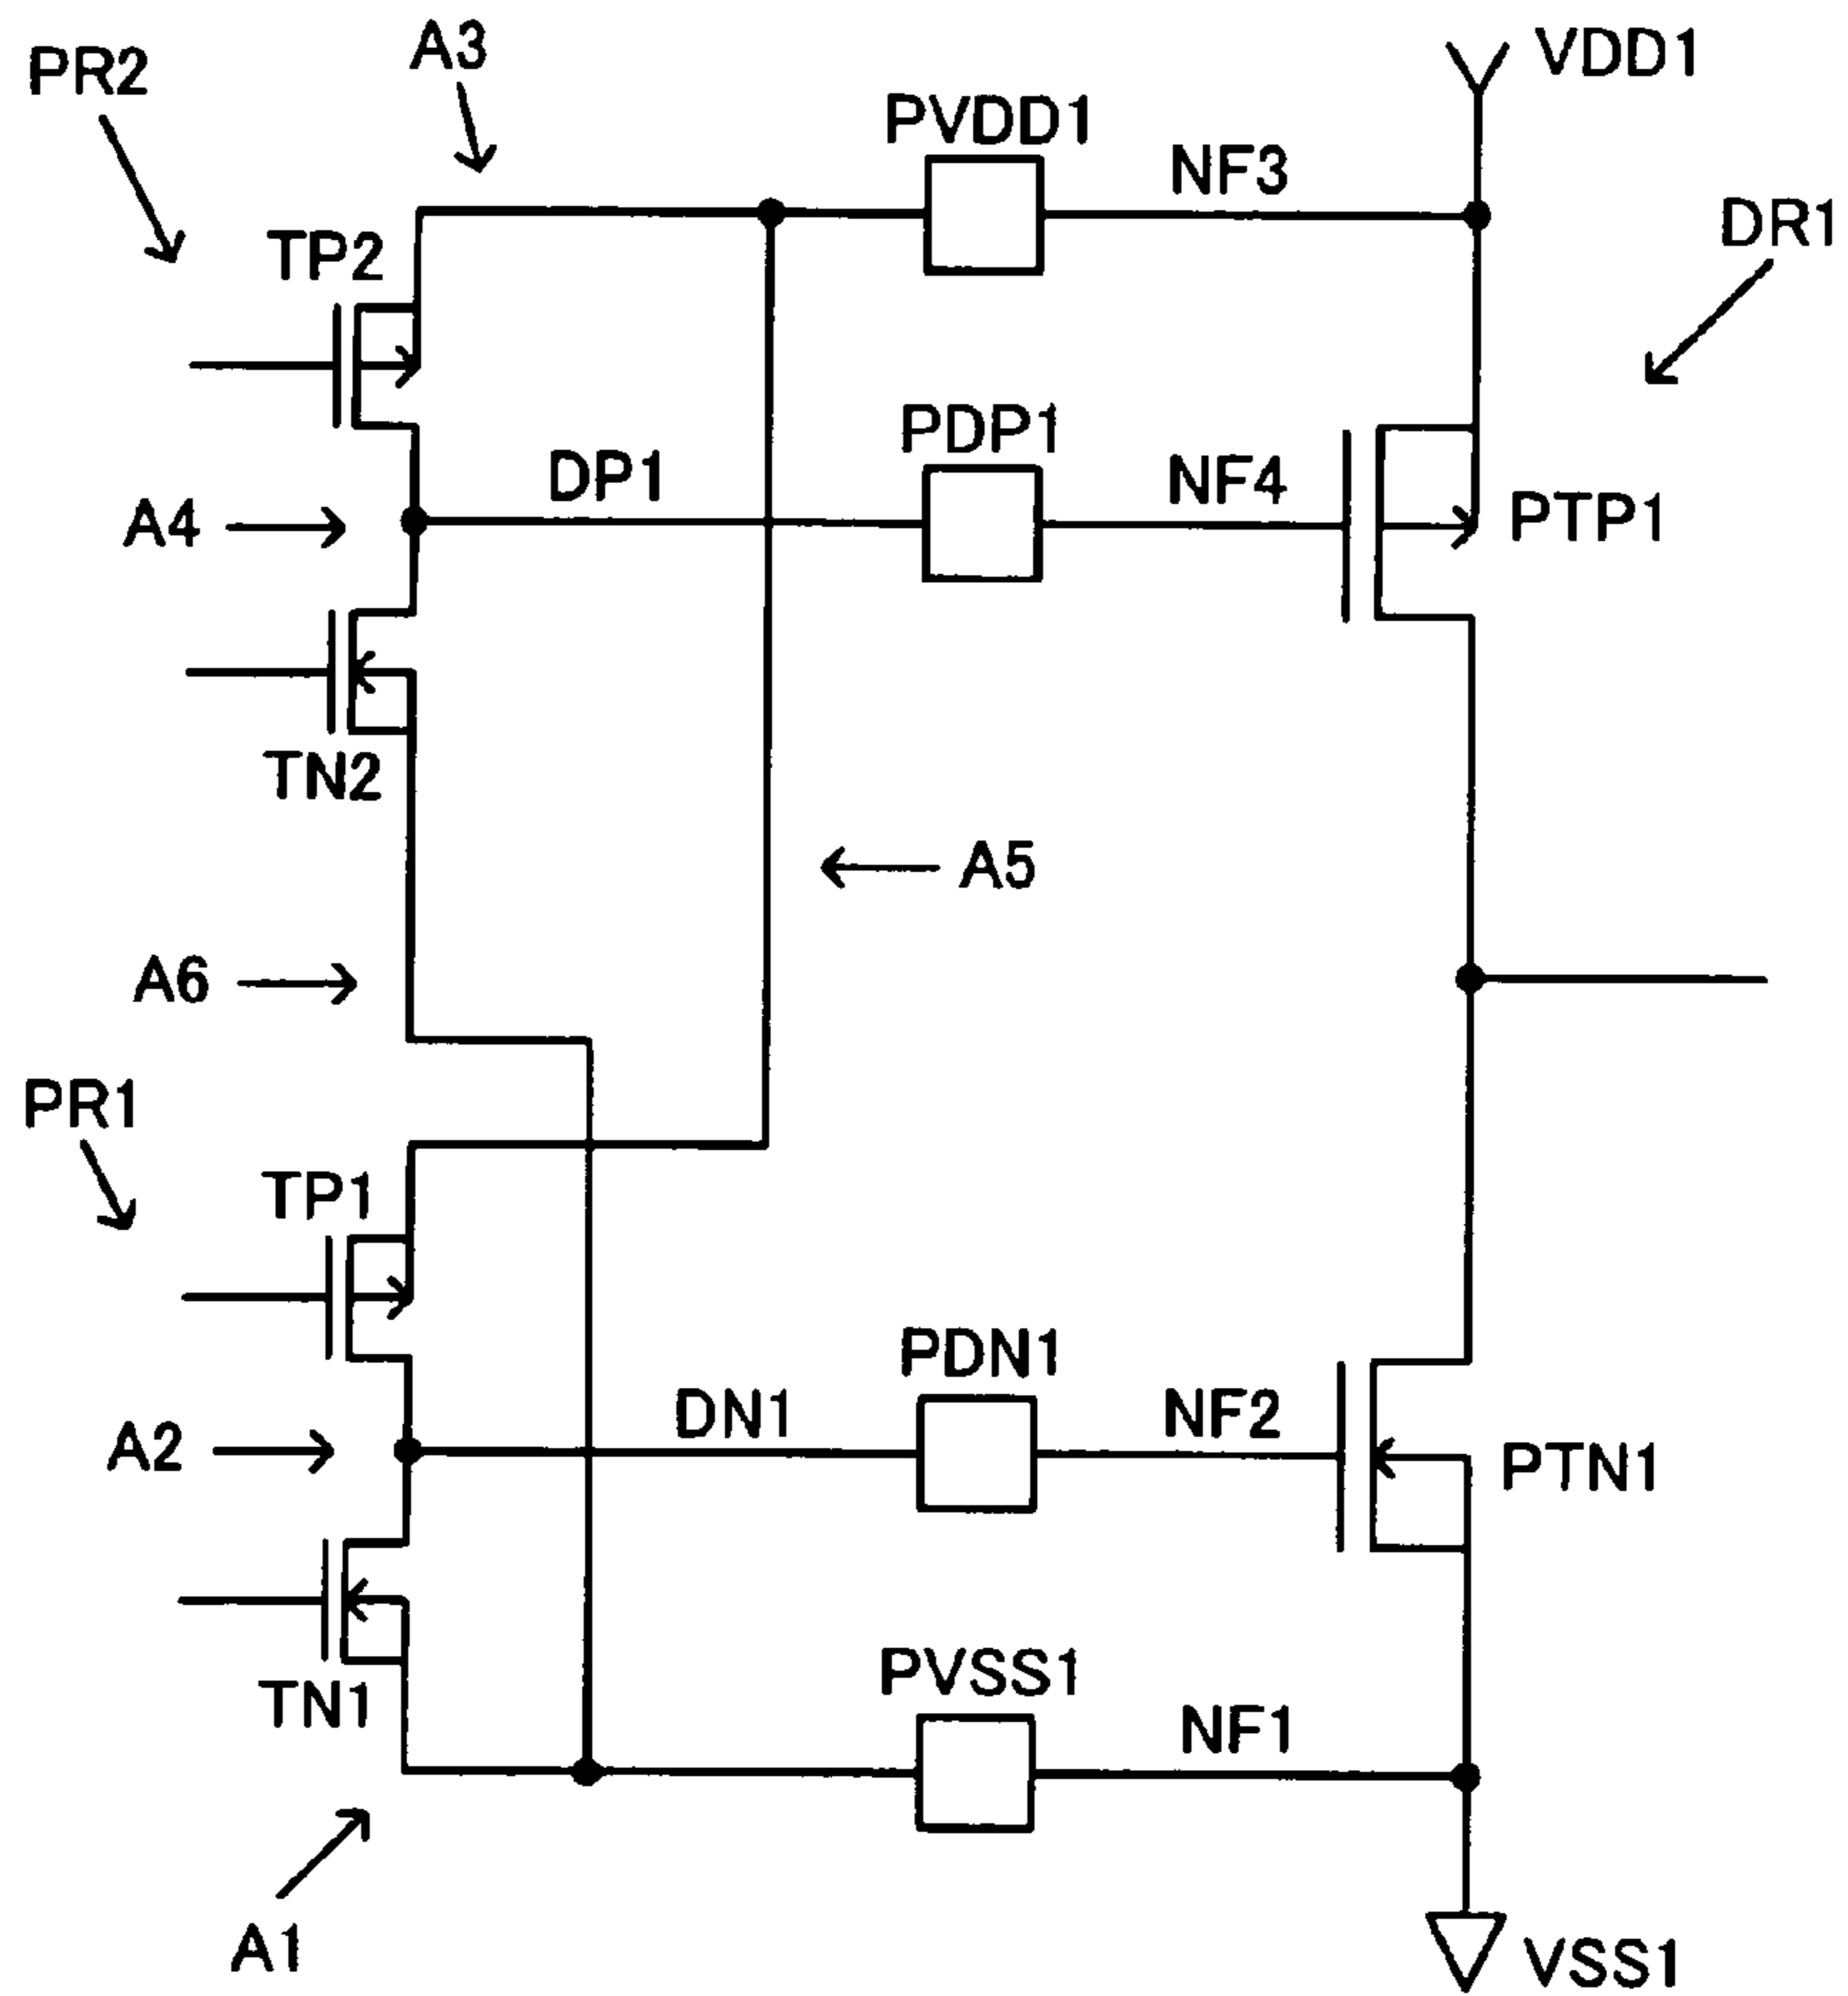 A3
VDD1
PR2
PVDD1
NF3
DR1
TP2
PDP1
DP1
NF4
A4
PTP1
TN2
A5
A6
PR1
TP1
PDN1
DN1
NF2
A2
PTN1
PVSS1
TN1
NF1
A1
VSS1